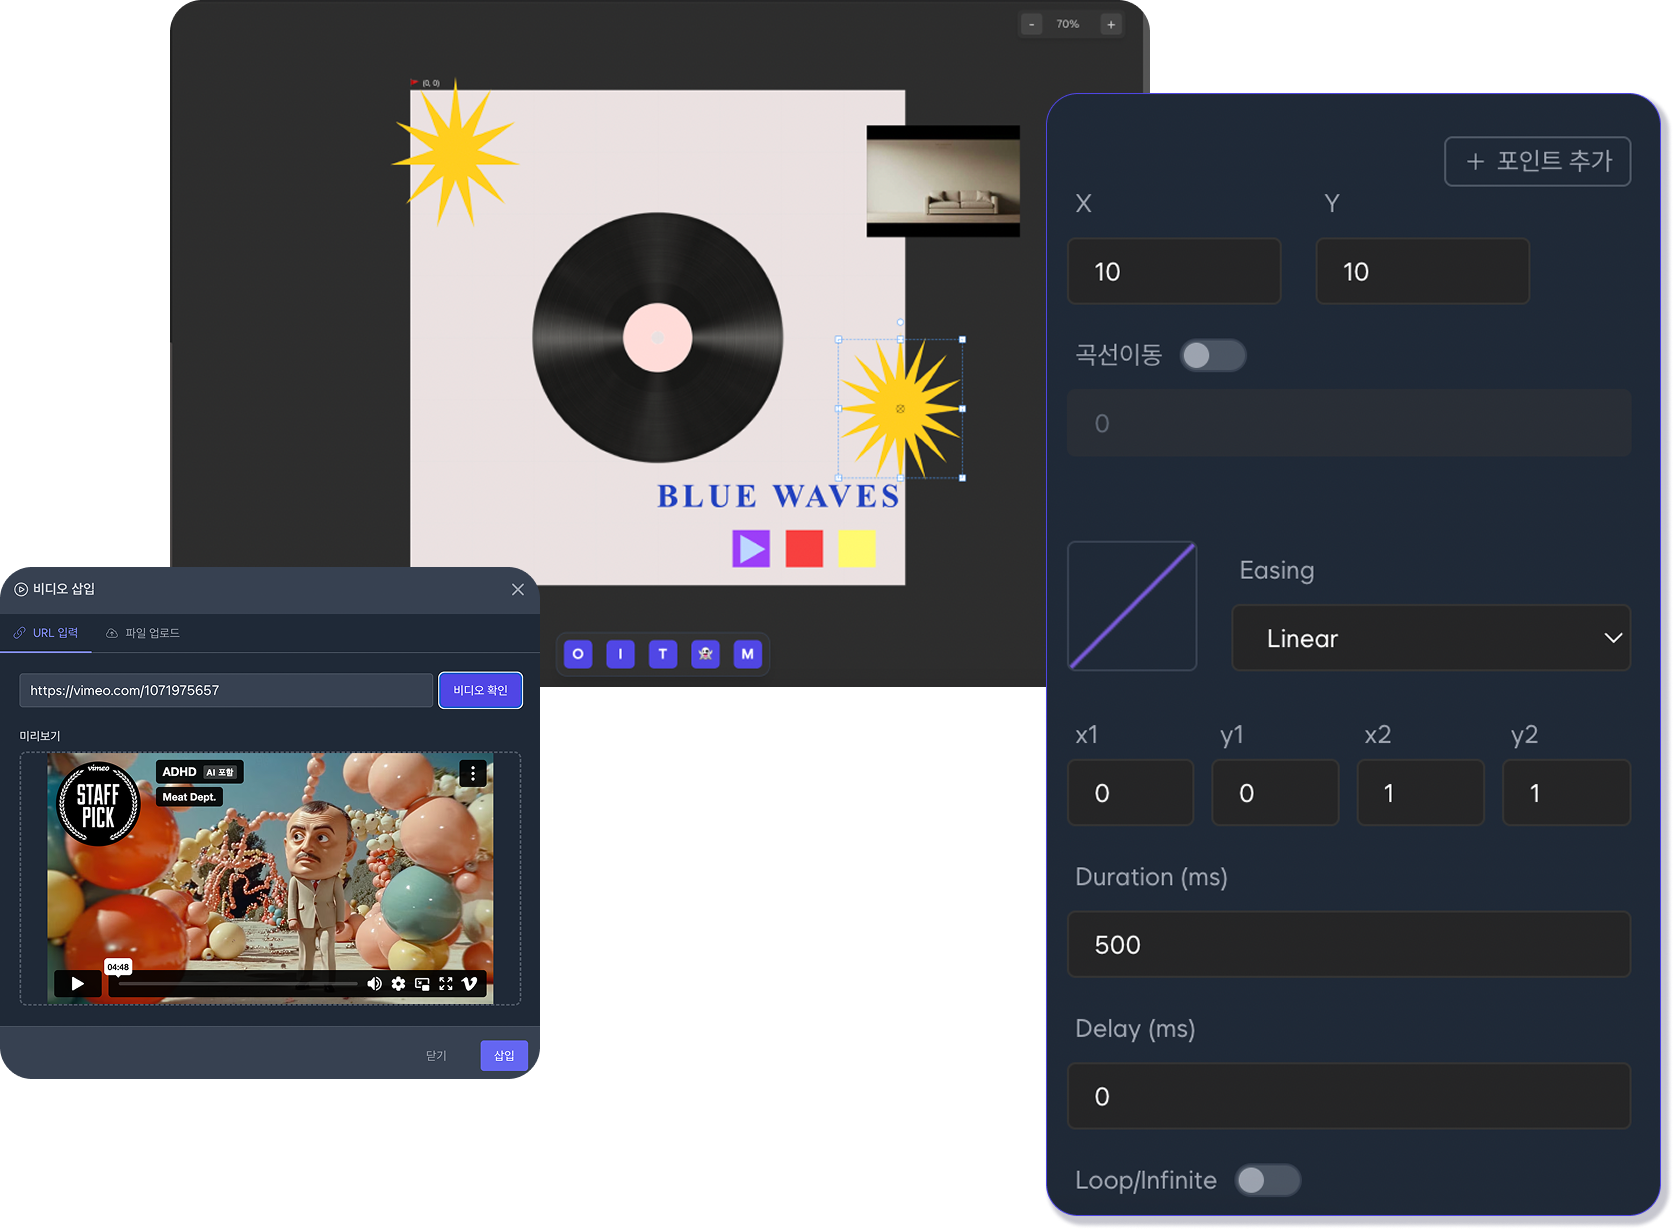 - 70% +
(0, 0)
BLUE WAVES
O I T M
+ 포인트 추가
X Y
10 10
곡선이동
0
Easing
Linear
x1 y1 x2 y2
0 0 1 1
Duration (ms)
500
Delay (ms)
0
Loop/Infinite
비디오 삽입
URL 입력 파일 업로드
https://vimeo.com/1071975657 비디오 확인
미리보기
vimeo
STAFF
PICK
ADHD AI 포함
Meat Dept.
04:48
닫기 삽입